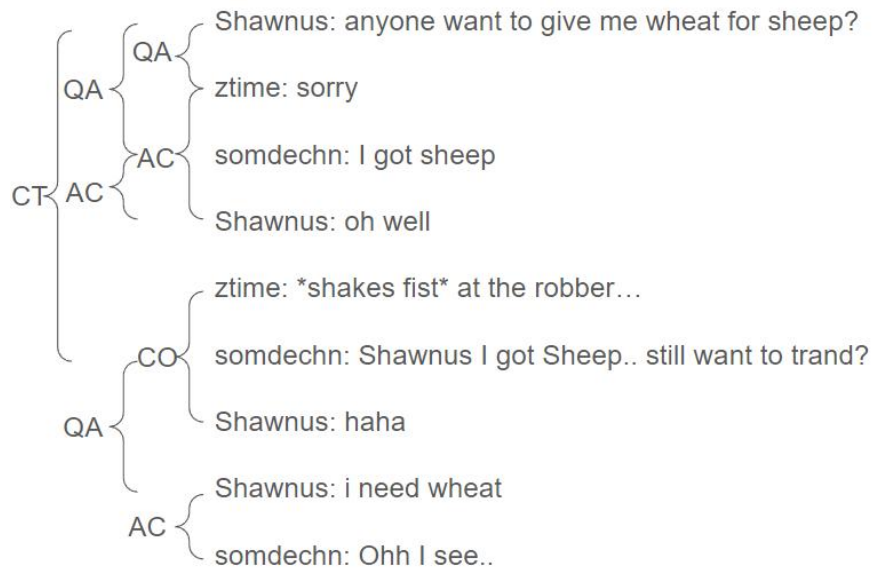 Shawnus: anyone want to give me wheat for sheep?
QA
QA
ztime: sorry
AC
somdechn: I got sheep
CT
AC
Shawnus: oh well
ztime: *shakes fist* at the robber…
CO
somdechn: Shawnus I got Sheep.. still want to trand?
QA
Shawnus: haha
Shawnus: i need wheat
AC
somdechn: Ohh I see..